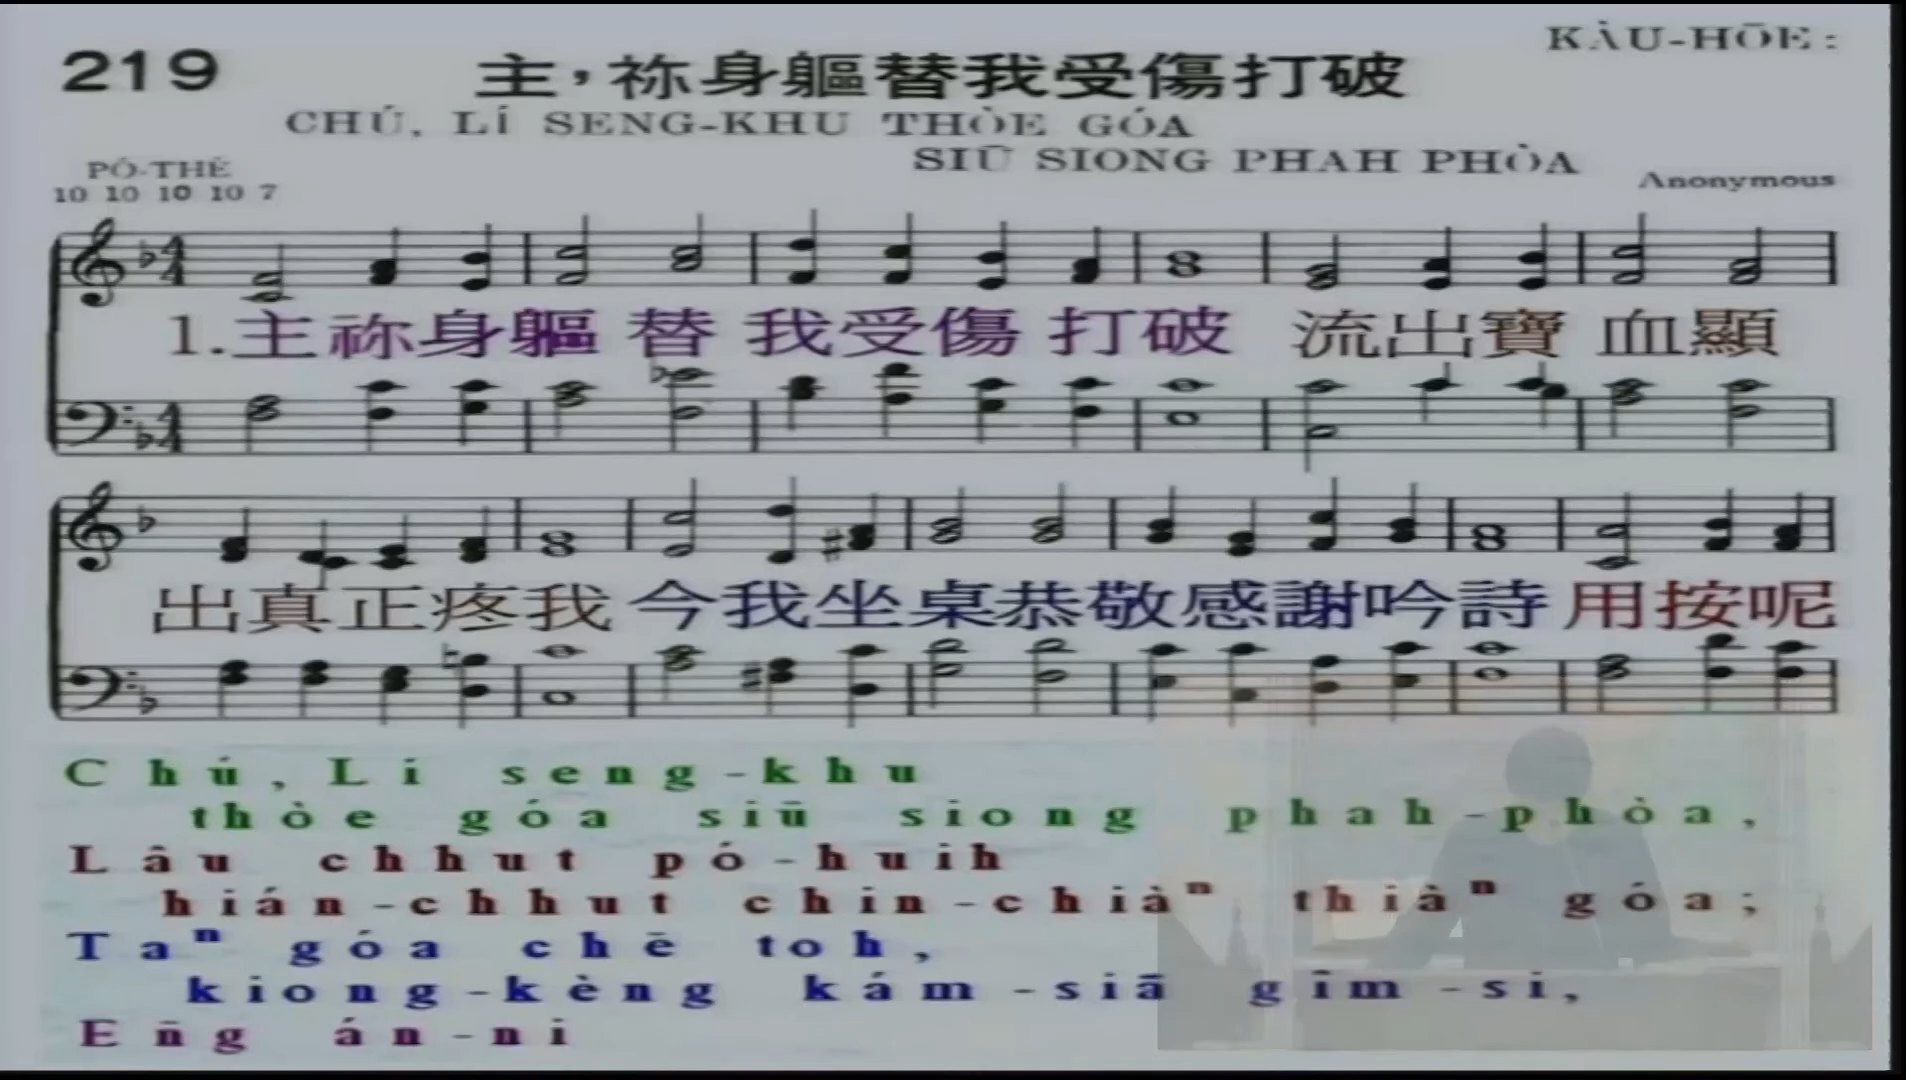 KÀU-HŌE:
219 主，祢身軀替我受傷打破
CHÚ, LÍ SENG-KHU THÒE GÓA
SIŪ SIONG PHAH PHÒA
PÓ-THÈ
10 10 10 10 7
Anonymous
1.主祢身軀替我受傷打破 流出寶血顯
出真正疼我今我坐桌恭敬感謝吟詩用按呢
Chú, Lí seng-khu
thòe góa siū siong phah-phòa,
Lâu chhut pó-huih
hián-chhut chin-chiàⁿ thiàⁿ góa;
Taⁿ góa chē toh,
kiong-kèng kám-siā gîm-si,
Ēng án-ni